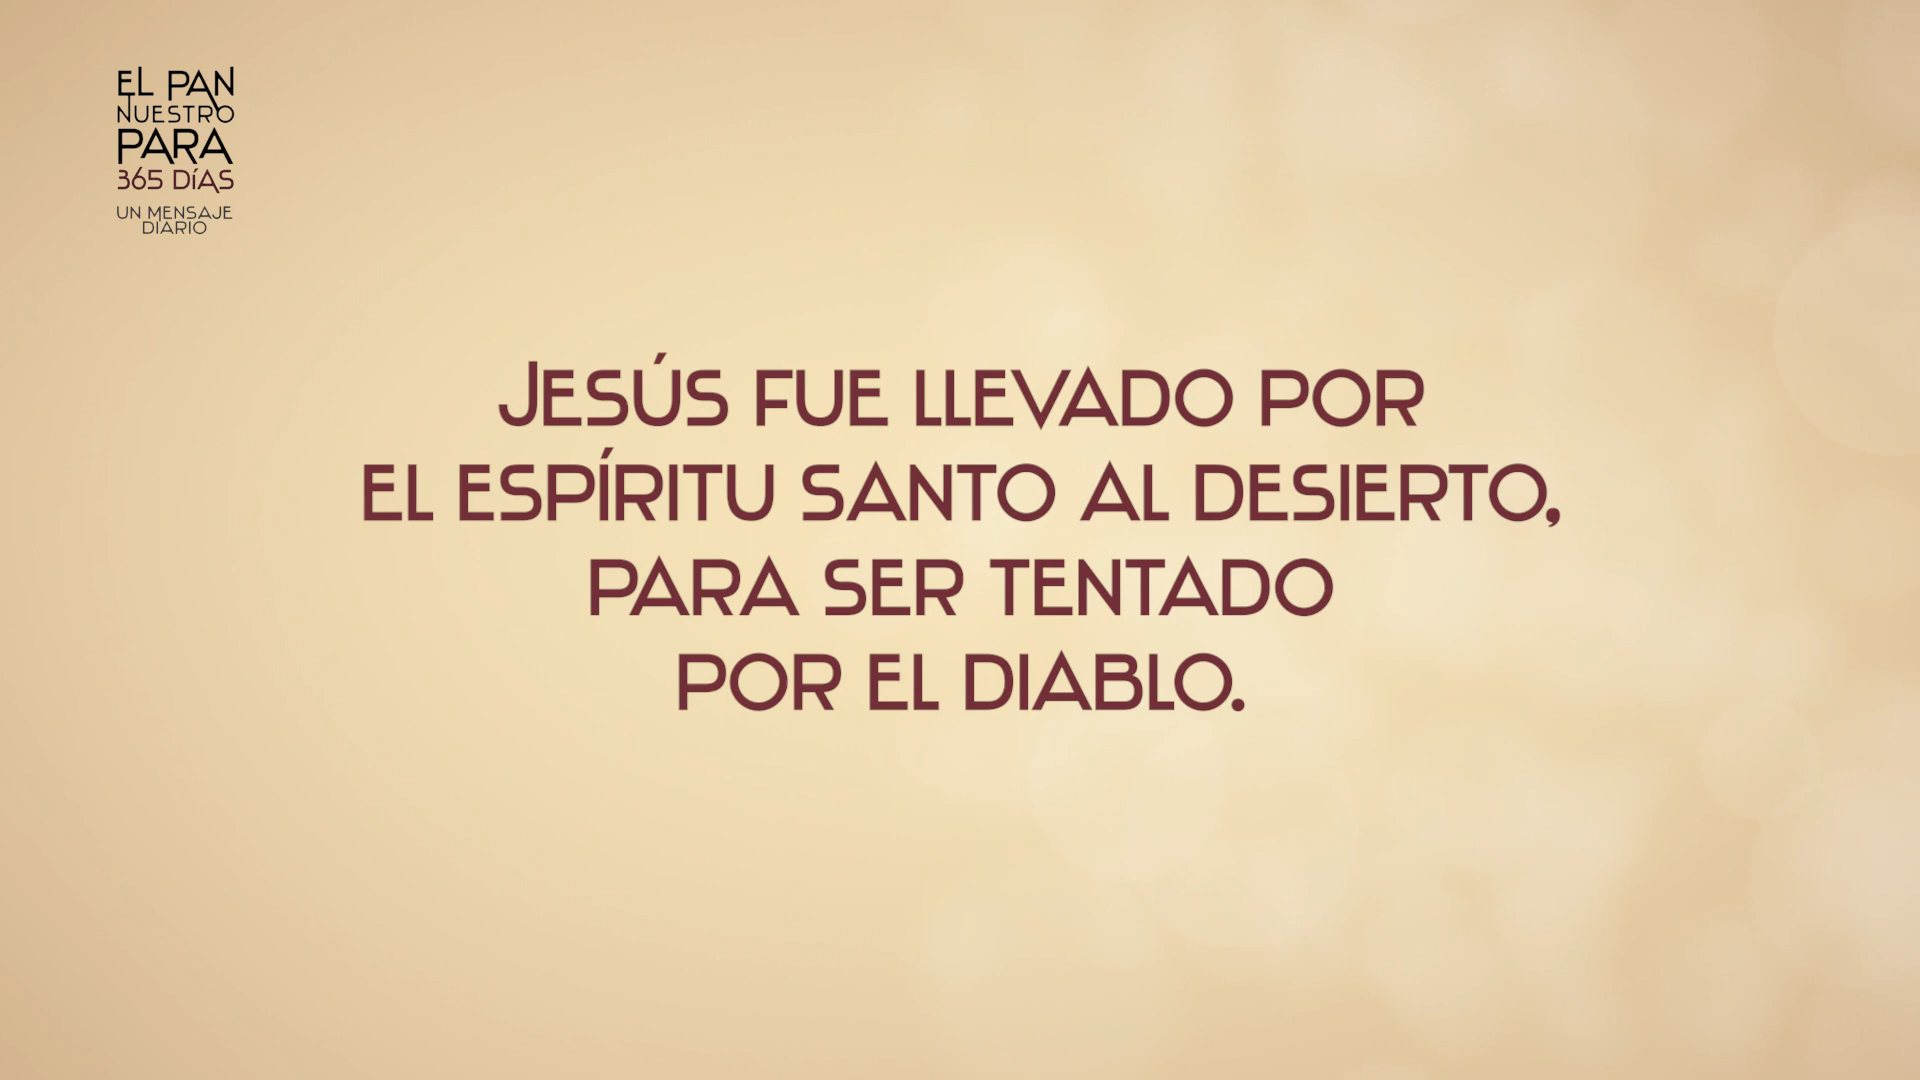 EL PAN
NUESTRO
PARA
365 DÍAS
UN MENSAJE
DIARIO
JESÚS FUE LLEVADO POR
EL ESPÍRITU SANTO AL DESIERTO,
PARA SER TENTADO
POR EL DIABLO.